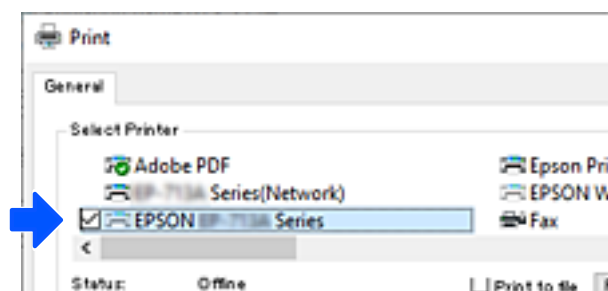 Print
General
Select Printer
Adobe PDF
Epson Pri
Series(Network)
EPSON W
EPSON Series
Fax
Status: Offline
Print to file